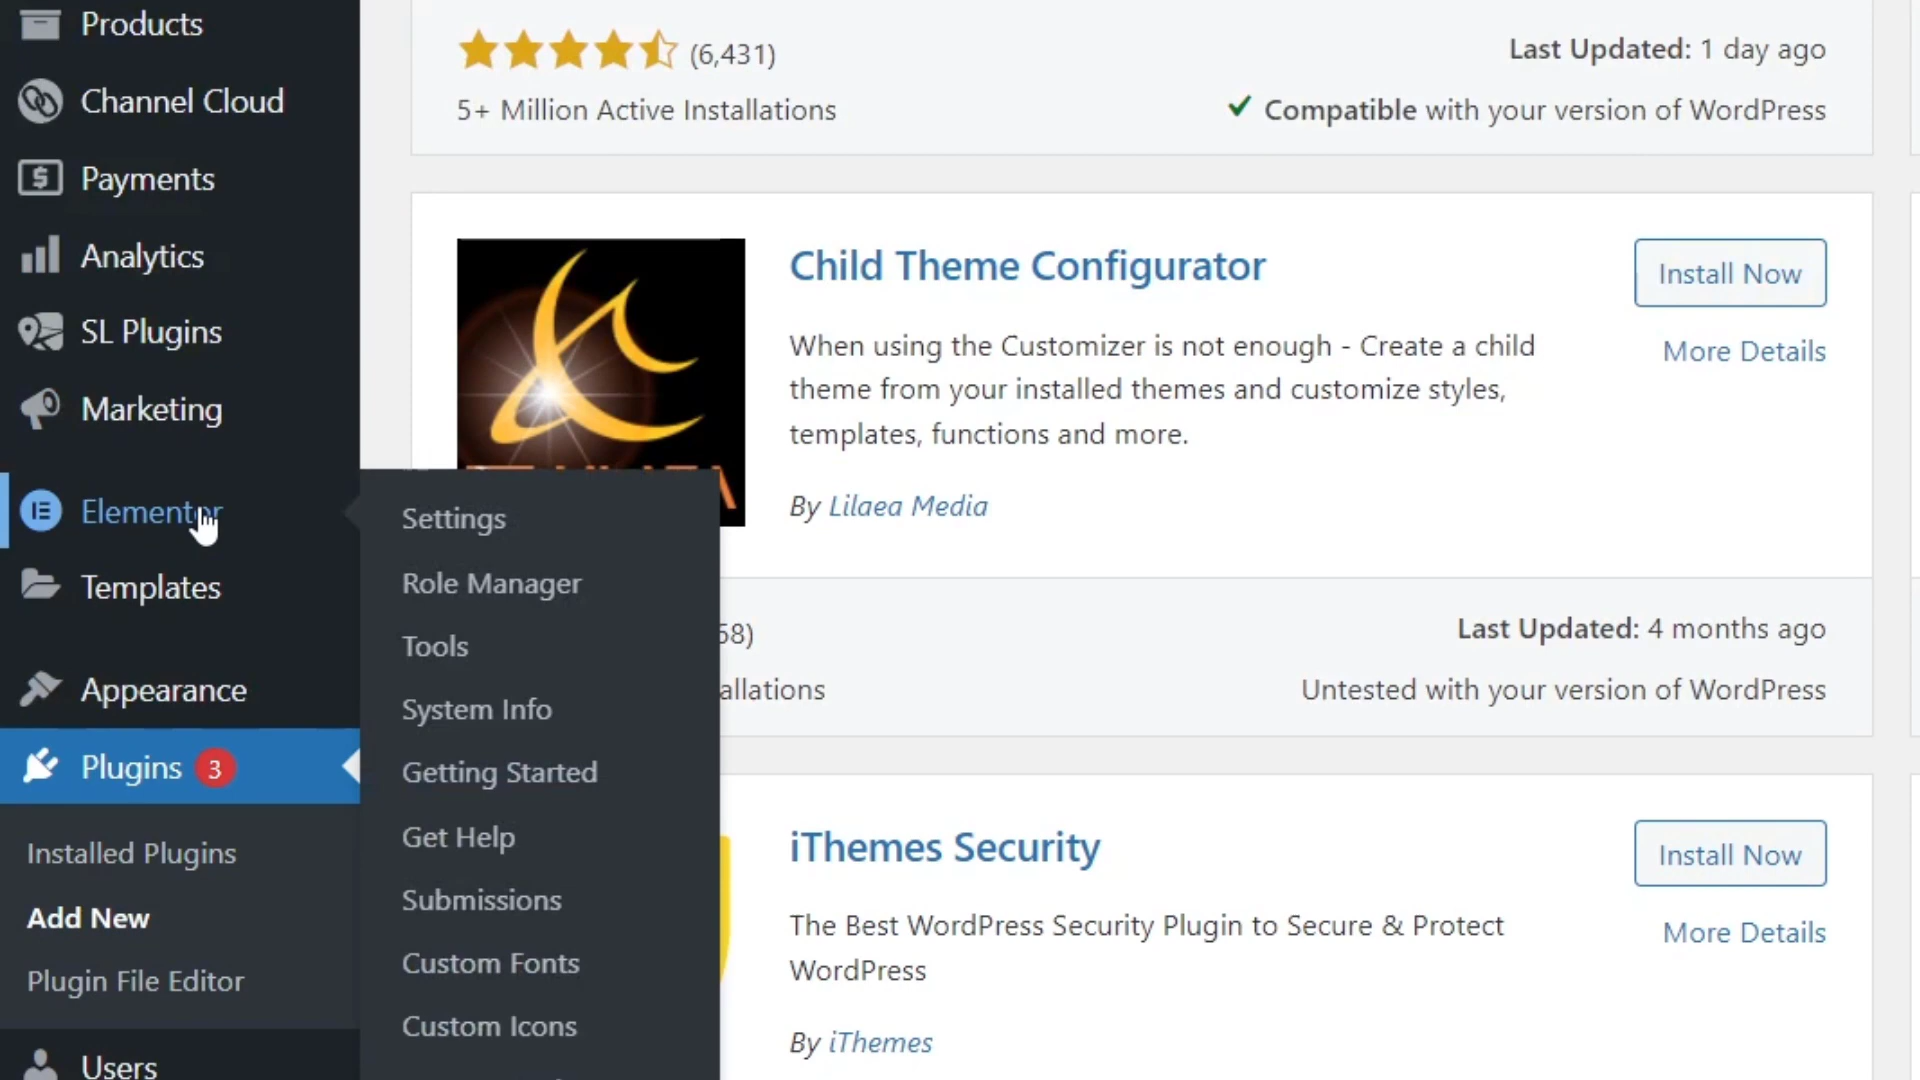 Products
Channel Cloud
Payments
Analytics
SL Plugins
Marketing
Elementor
Templates
Appearance
Plugins 3
Installed Plugins
Add New
Plugin File Editor
Users
Settings
Role Manager
Tools
System Info
Getting Started
Get Help
Submissions
Custom Fonts
Custom Icons
(6,431)
Last Updated: 1 day ago
5+ Million Active Installations
Compatible with your version of WordPress
Child Theme Configurator
Install Now
When using the Customizer is not enough - Create a child
More Details
theme from your installed themes and customize styles,
templates, functions and more.
By Lilaea Media
58)
Last Updated: 4 months ago
allations
Untested with your version of WordPress
iThemes Security
Install Now
The Best WordPress Security Plugin to Secure & Protect
More Details
WordPress
By iThemes